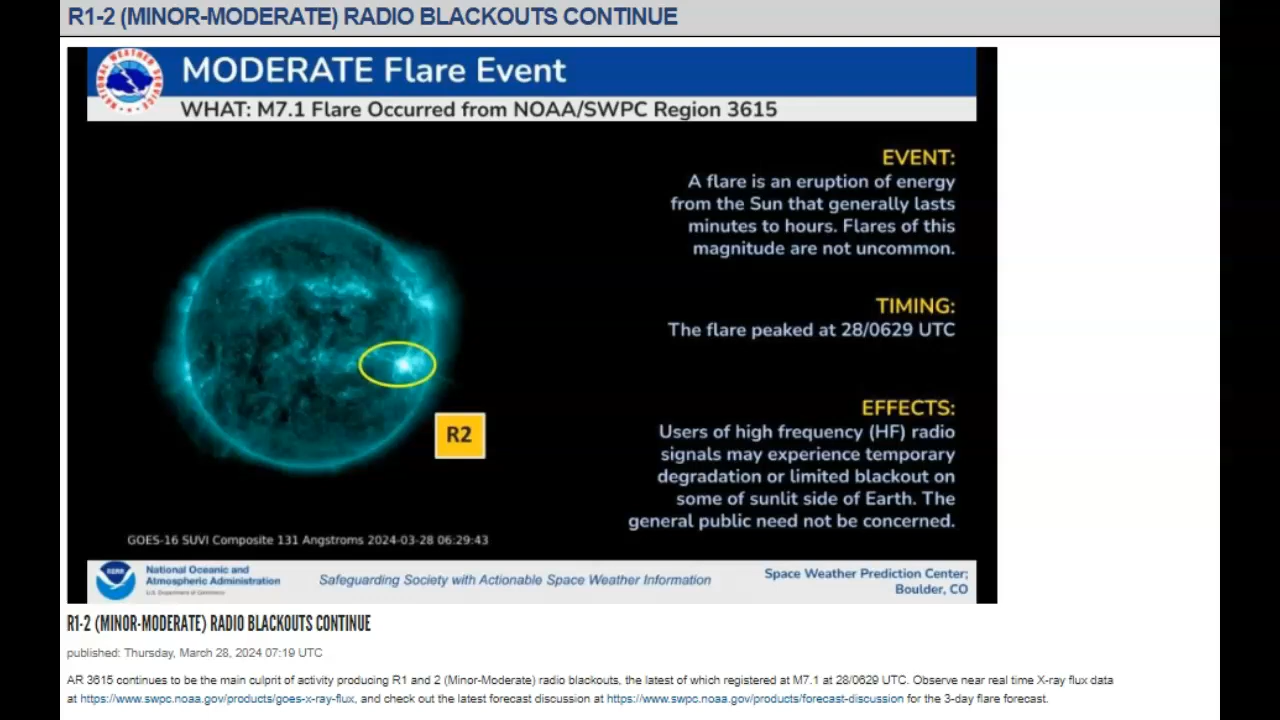 R1-2 (MINOR-MODERATE) RADIO BLACKOUTS CONTINUE
NATIONAL WEATHER SERVICE
MODERATE Flare Event
WHAT: M7.1 Flare Occurred from NOAA/SWPC Region 3615
EVENT:
A flare is an eruption of energy
from the Sun that generally lasts
minutes to hours. Flares of this
magnitude are not uncommon.
TIMING:
The flare peaked at 28/0629 UTC
EFFECTS:
Users of high frequency (HF) radio
signals may experience temporary
degradation or limited blackout on
some of sunlit side of Earth. The
general public need not be concerned.
R2
GOES-16 SUVI Composite 131 Angstroms 2024-03-28 06:29:43
NOAA
National Oceanic and
Atmospheric Administration
U.S. Department of Commerce
Safeguarding Society with Actionable Space Weather Information
Space Weather Prediction Center;
Boulder, CO
R1-2 (MINOR-MODERATE) RADIO BLACKOUTS CONTINUE
published: Thursday, March 28, 2024 07:19 UTC
AR 3615 continues to be the main culprit of activity producing R1 and 2 (Minor-Moderate) radio blackouts, the latest of which registered at M7.1 at 28/0629 UTC. Observe near real time X-ray flux data
at https://www.swpc.noaa.gov/products/goes-x-ray-flux, and check out the latest forecast discussion at https://www.swpc.noaa.gov/products/forecast-discussion for the 3-day flare forecast.